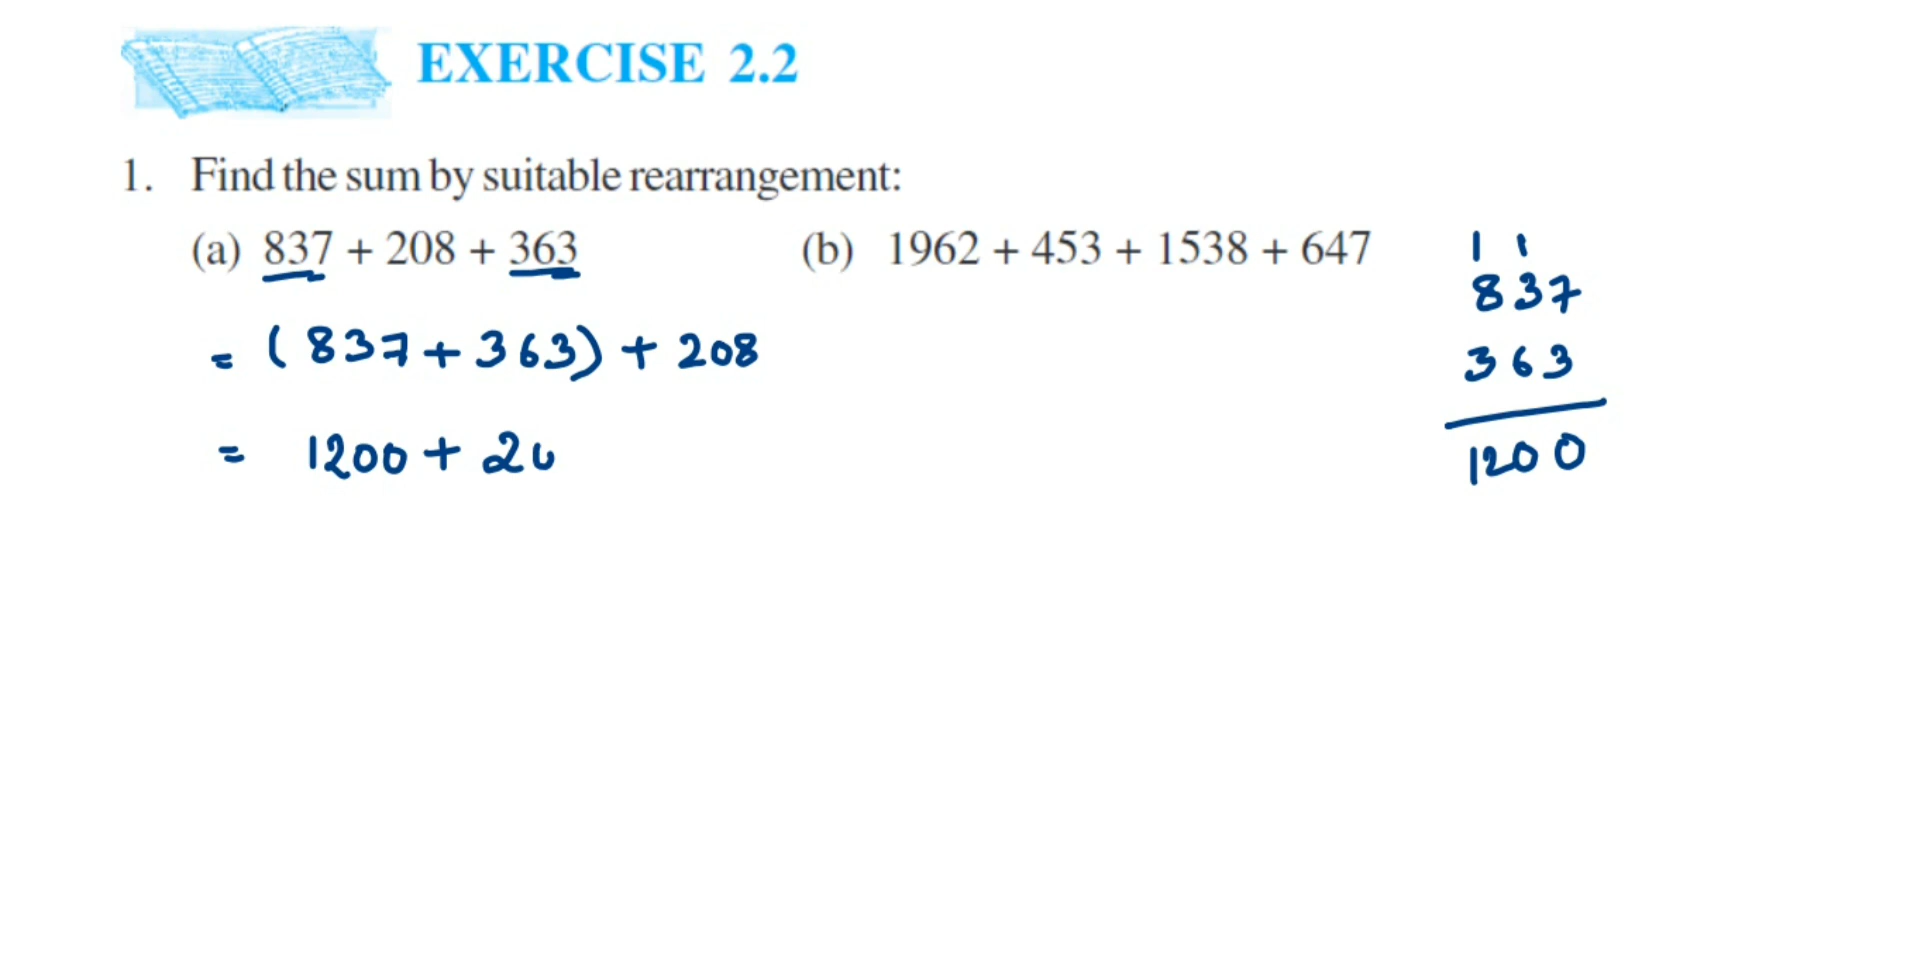 EXERCISE 2.2
1. Find the sum by suitable rearrangement:
(a) 837 + 208 + 363 (b) 1962 + 453 + 1538 + 647
= (837 + 363) + 208
= 1200 + 20
1 1
837
363
1200